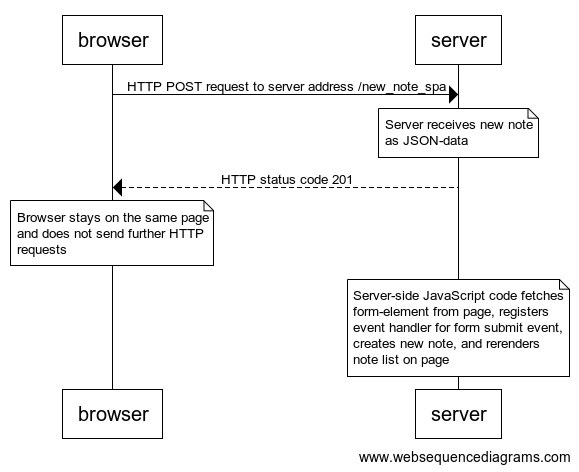 browser
server
HTTP POST request to server address /new_note_spa
Server receives new note
as JSON-data
HTTP status code 201
Browser stays on the same page
and does not send further HTTP
requests
Server-side JavaScript code fetches
form-element from page, registers
event handler for form submit event,
creates new note, and rerenders
note list on page
browser
server
www.websequencediagrams.com